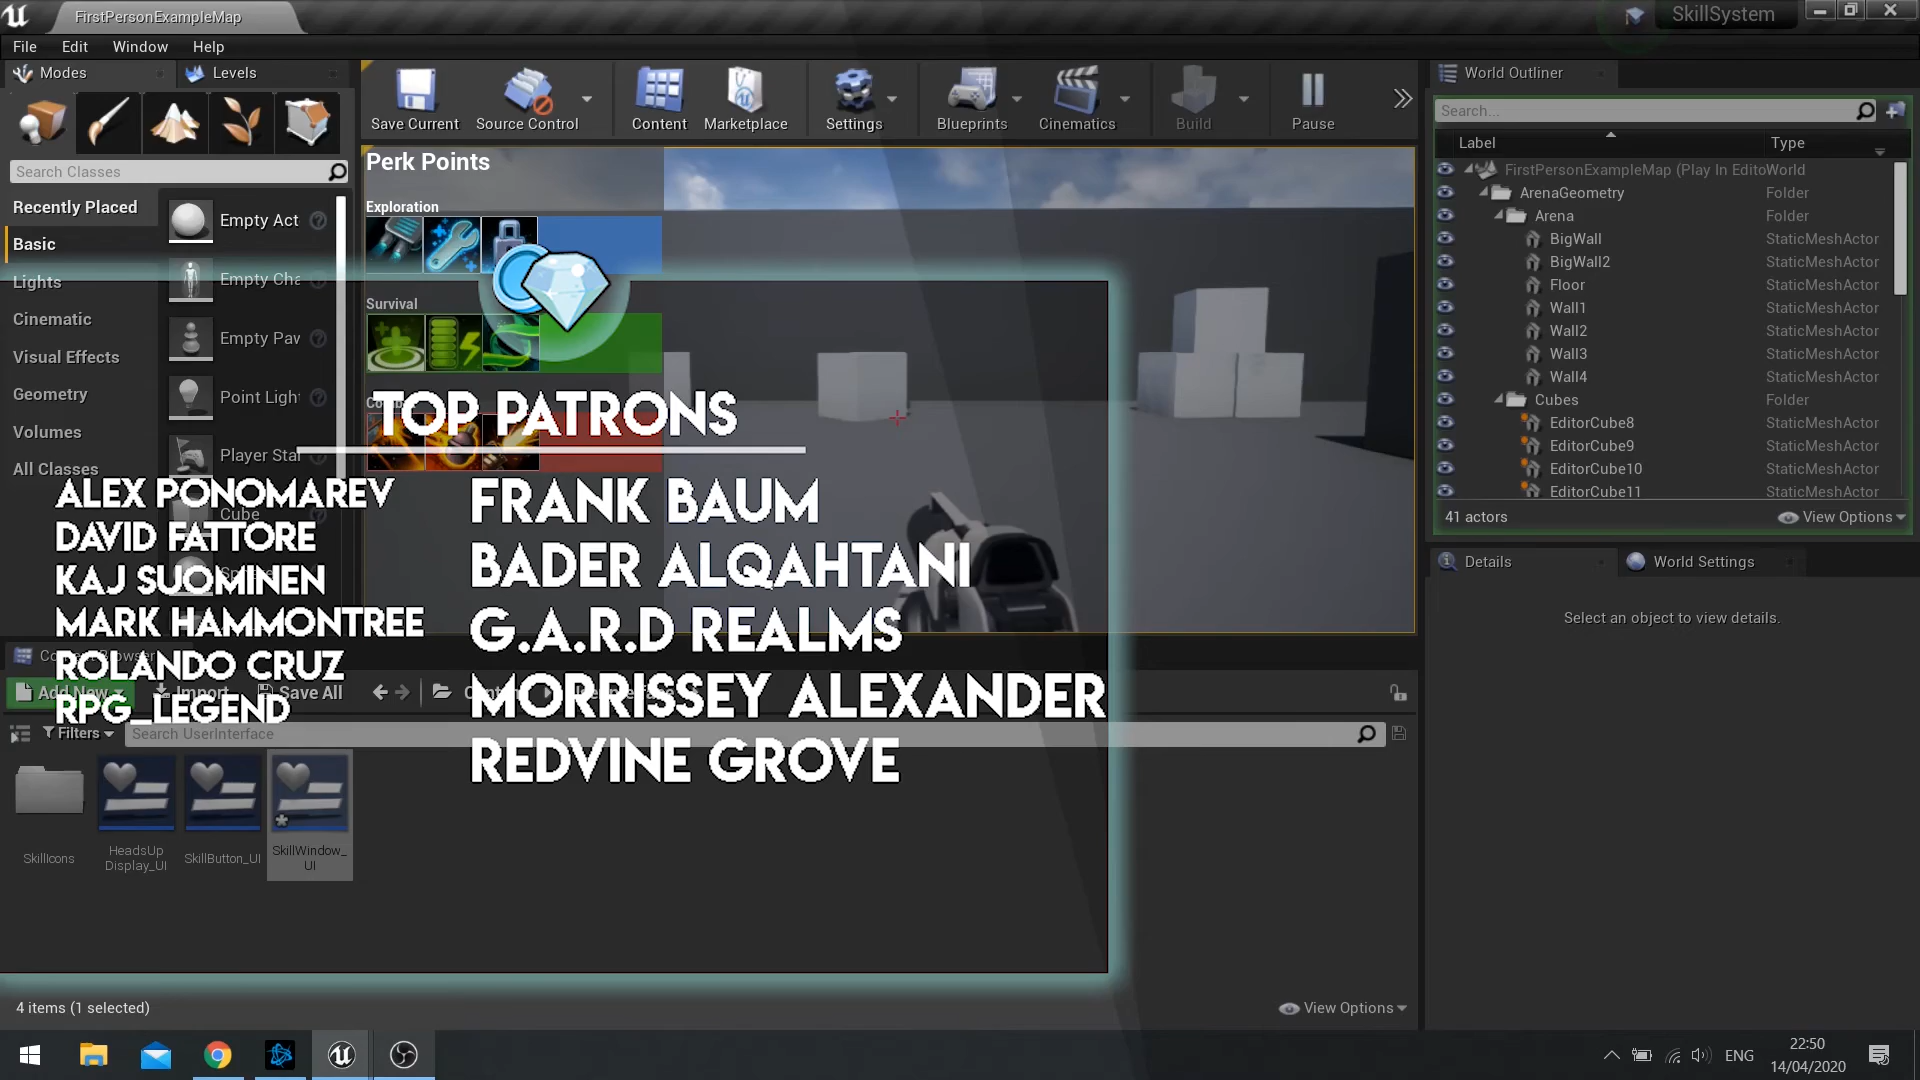 FirstPersonExampleMap
SkillSystem
File Edit Window Help
Modes
Levels
Save Current
Source Control
Content
Marketplace
Settings
Blueprints
Cinematics
Build
Pause
World Outliner
Search...
Label Type
Search Classes
Recently Placed
Basic
Lights
Cinematic
Visual Effects
Geometry
Volumes
All Classes
Empty Act
Empty Cha
Empty Pav
Point Ligh
Player Star
Cube
Perk Points
Exploration
Survival
TOP PATRONS
ALEX PONOMAREV
DAVID FATTORE
KAJ SUOMINEN
MARK HAMMONTREE
ROLANDO CRUZ
RPG_LEGEND
FRANK BAUM
BADER ALQAHTANI
G.A.R.D REALMS
MORRISSEY ALEXANDER
REDVINE GROVE
FirstPersonExampleMap (Play In Edito World
ArenaGeometry Folder
Arena Folder
BigWall StaticMeshActor
BigWall2 StaticMeshActor
Floor StaticMeshActor
Wall1 StaticMeshActor
Wall2 StaticMeshActor
Wall3 StaticMeshActor
Wall4 StaticMeshActor
Cubes Folder
EditorCube8 StaticMeshActor
EditorCube9 StaticMeshActor
EditorCube10 StaticMeshActor
EditorCube11 StaticMeshActor
41 actors
View Options
Details
World Settings
Select an object to view details.
Add New Import Save All
Filters
Search UserInterface
SkillIcons
HeadsUp
Display_UI
SkillButton_UI
SkillWindow_
UI
4 items (1 selected)
View Options
ENG
22:50
14/04/2020